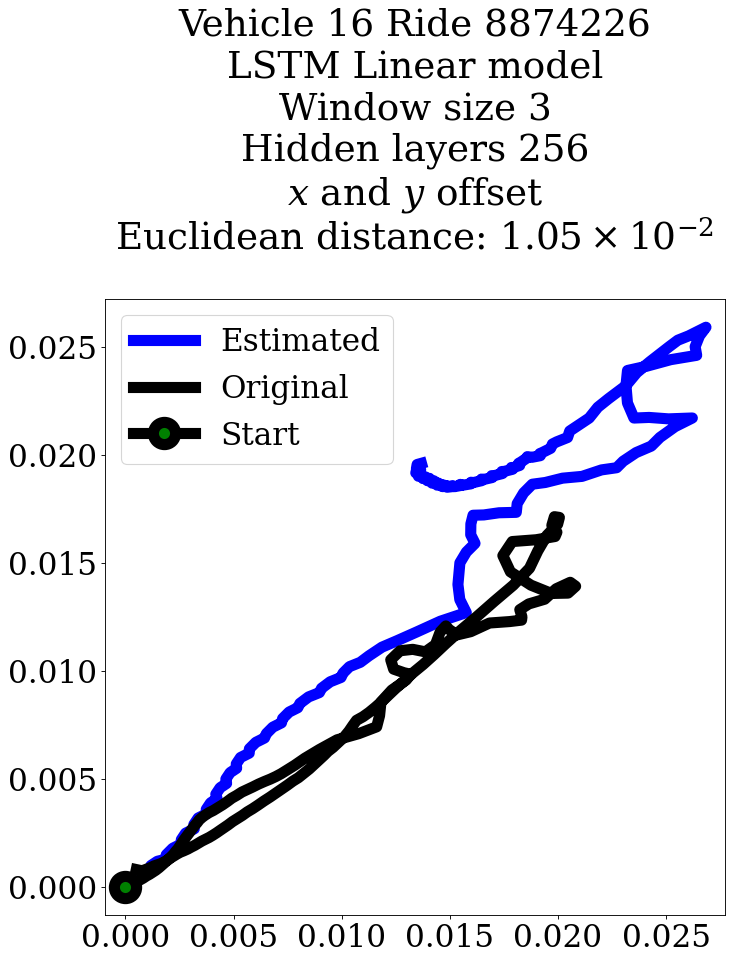 Vehicle 16 Ride 8874226
LSTM Linear model
Window size 3
Hidden layers 256
x and y offset
Euclidean distance: 1.05 × 10⁻²
Estimated
Original
Start
0.025
0.020
0.015
0.010
0.005
0.000
0.000 0.005 0.010 0.015 0.020 0.025